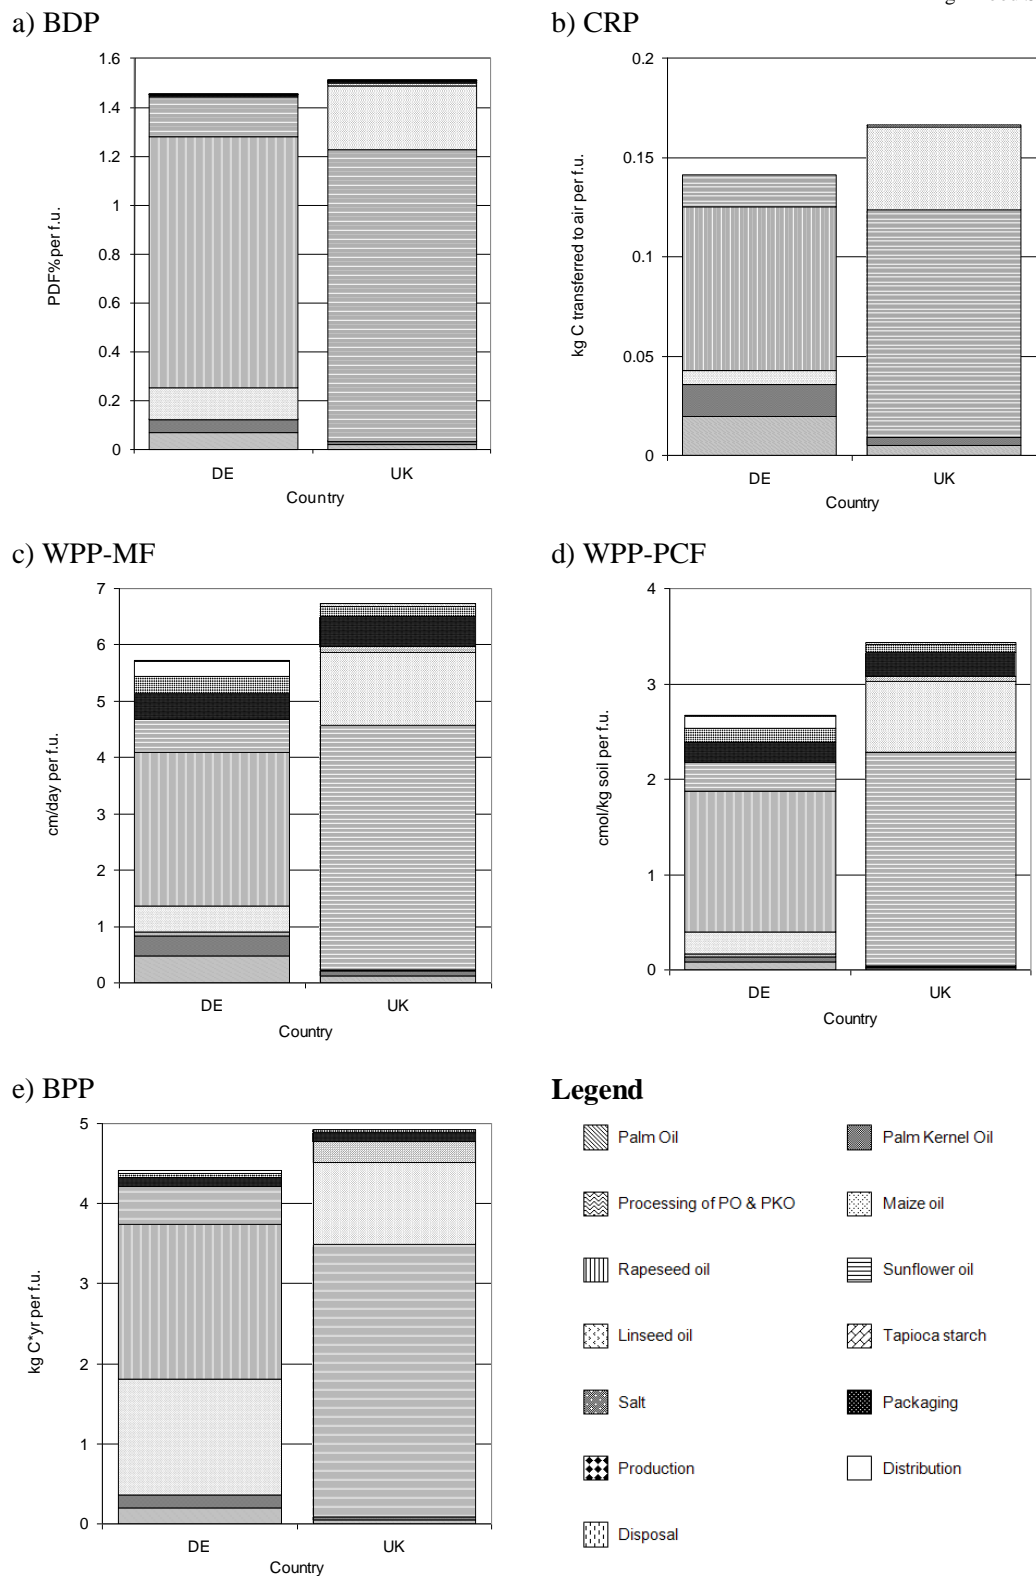 a) BDP
1.6
1.4
1.2
1
0.8
0.6
0.4
0.2
0
PDF% per f.u.
DE
UK
Country
b) CRP
0.2
0.15
0.1
0.05
0
kg C transferred to air per f.u.
DE
UK
Country
c) WPP-MF
7
6
5
4
3
2
1
0
cm/day per f.u.
DE
UK
Country
d) WPP-PCF
4
3
2
1
0
cmol/kg soil per f.u.
DE
UK
Country
e) BPP
5
4
3
2
1
0
kg C*yr per f.u.
DE
UK
Country
Legend
Palm Oil
Palm Kernel Oil
Processing of PO & PKO
Maize oil
Rapeseed oil
Sunflower oil
Linseed oil
Tapioca starch
Salt
Packaging
Production
Distribution
Disposal